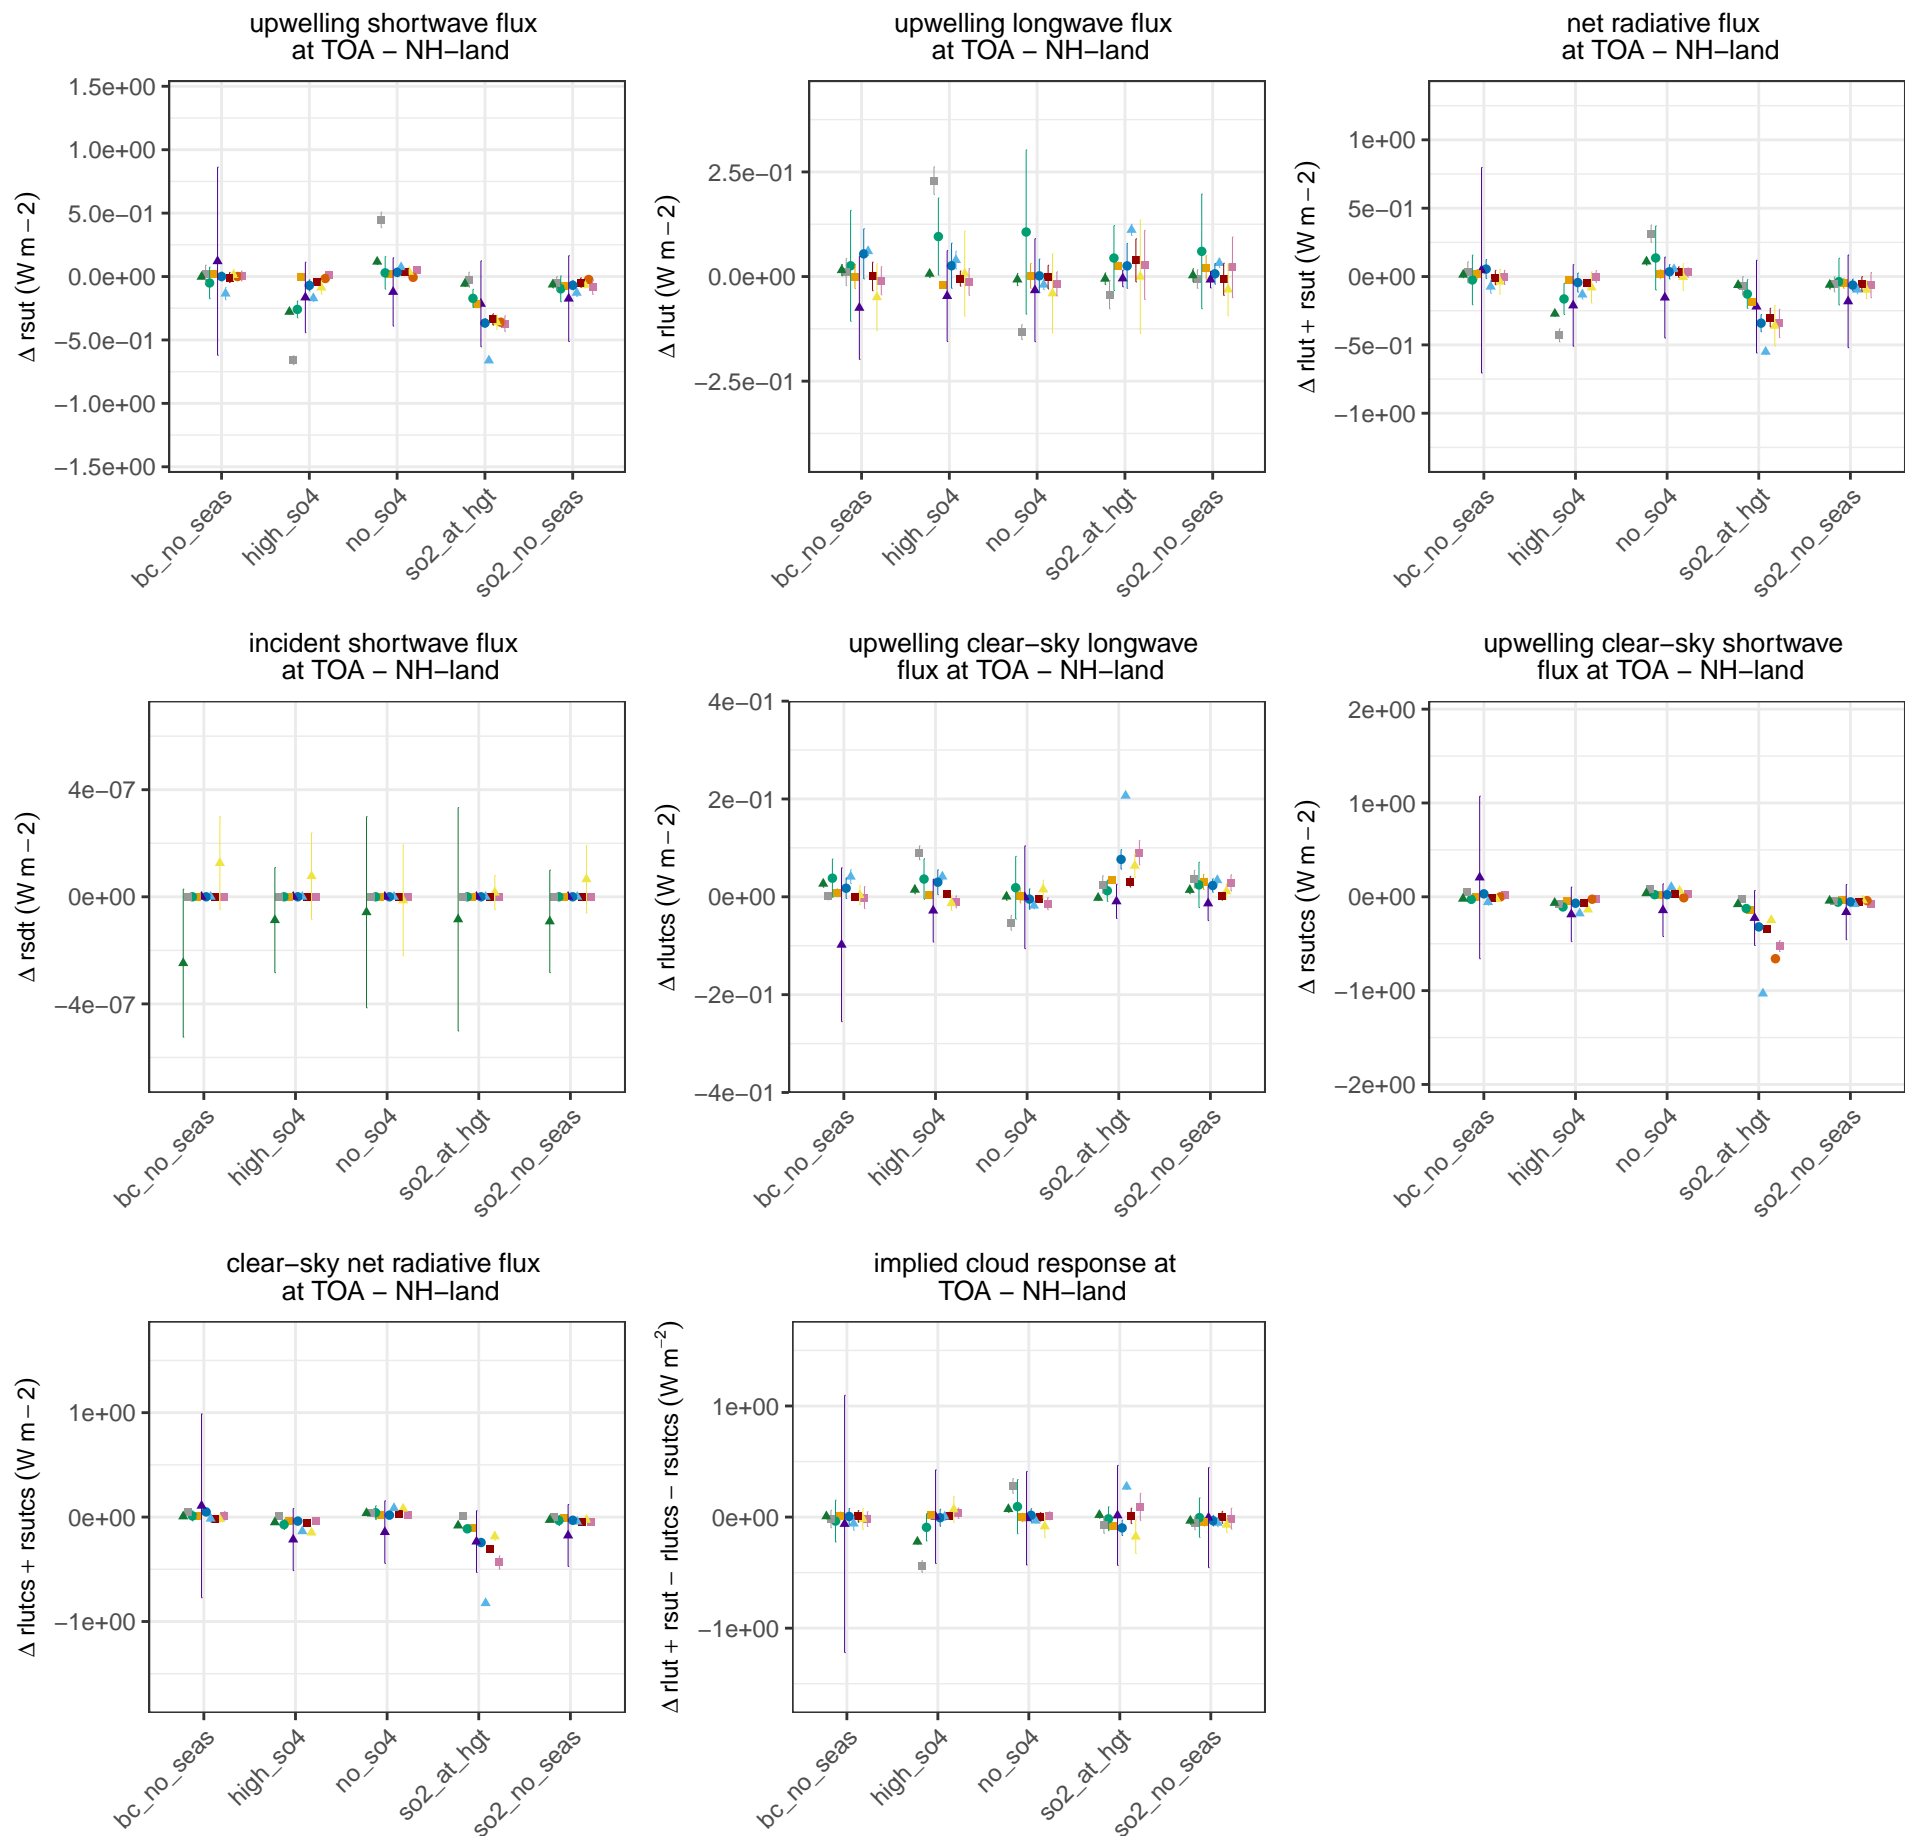 upwelling shortwave flux
at TOA − NH−land
Δ rsut (W m−2)
1.5e+00
1.0e+00
5.0e−01
0.0e+00
−5.0e−01
−1.0e+00
−1.5e+00
bc_no_seas
high_so4
no_so4
so2_at_hgt
so2_no_seas
upwelling longwave flux
at TOA − NH−land
Δ rlut (W m−2)
2.5e−01
0.0e+00
−2.5e−01
bc_no_seas
high_so4
no_so4
so2_at_hgt
so2_no_seas
net radiative flux
at TOA − NH−land
Δ rlut + rsut (W m−2)
1e+00
5e−01
0e+00
−5e−01
−1e+00
bc_no_seas
high_so4
no_so4
so2_at_hgt
so2_no_seas
incident shortwave flux
at TOA − NH−land
Δ rsdt (W m−2)
4e−07
0e+00
−4e−07
bc_no_seas
high_so4
no_so4
so2_at_hgt
so2_no_seas
upwelling clear−sky longwave
flux at TOA − NH−land
Δ rlutcs (W m−2)
4e−01
2e−01
0e+00
−2e−01
−4e−01
bc_no_seas
high_so4
no_so4
so2_at_hgt
so2_no_seas
upwelling clear−sky shortwave
flux at TOA − NH−land
Δ rsutcs (W m−2)
2e+00
1e+00
0e+00
−1e+00
−2e+00
bc_no_seas
high_so4
no_so4
so2_at_hgt
so2_no_seas
clear−sky net radiative flux
at TOA − NH−land
Δ rlutcs + rsutcs (W m−2)
1e+00
0e+00
−1e+00
bc_no_seas
high_so4
no_so4
so2_at_hgt
so2_no_seas
implied cloud response at
TOA − NH−land
Δ rlut + rsut − rlutcs − rsutcs (W m⁻²)
1e+00
0e+00
−1e+00
bc_no_seas
high_so4
no_so4
so2_at_hgt
so2_no_seas